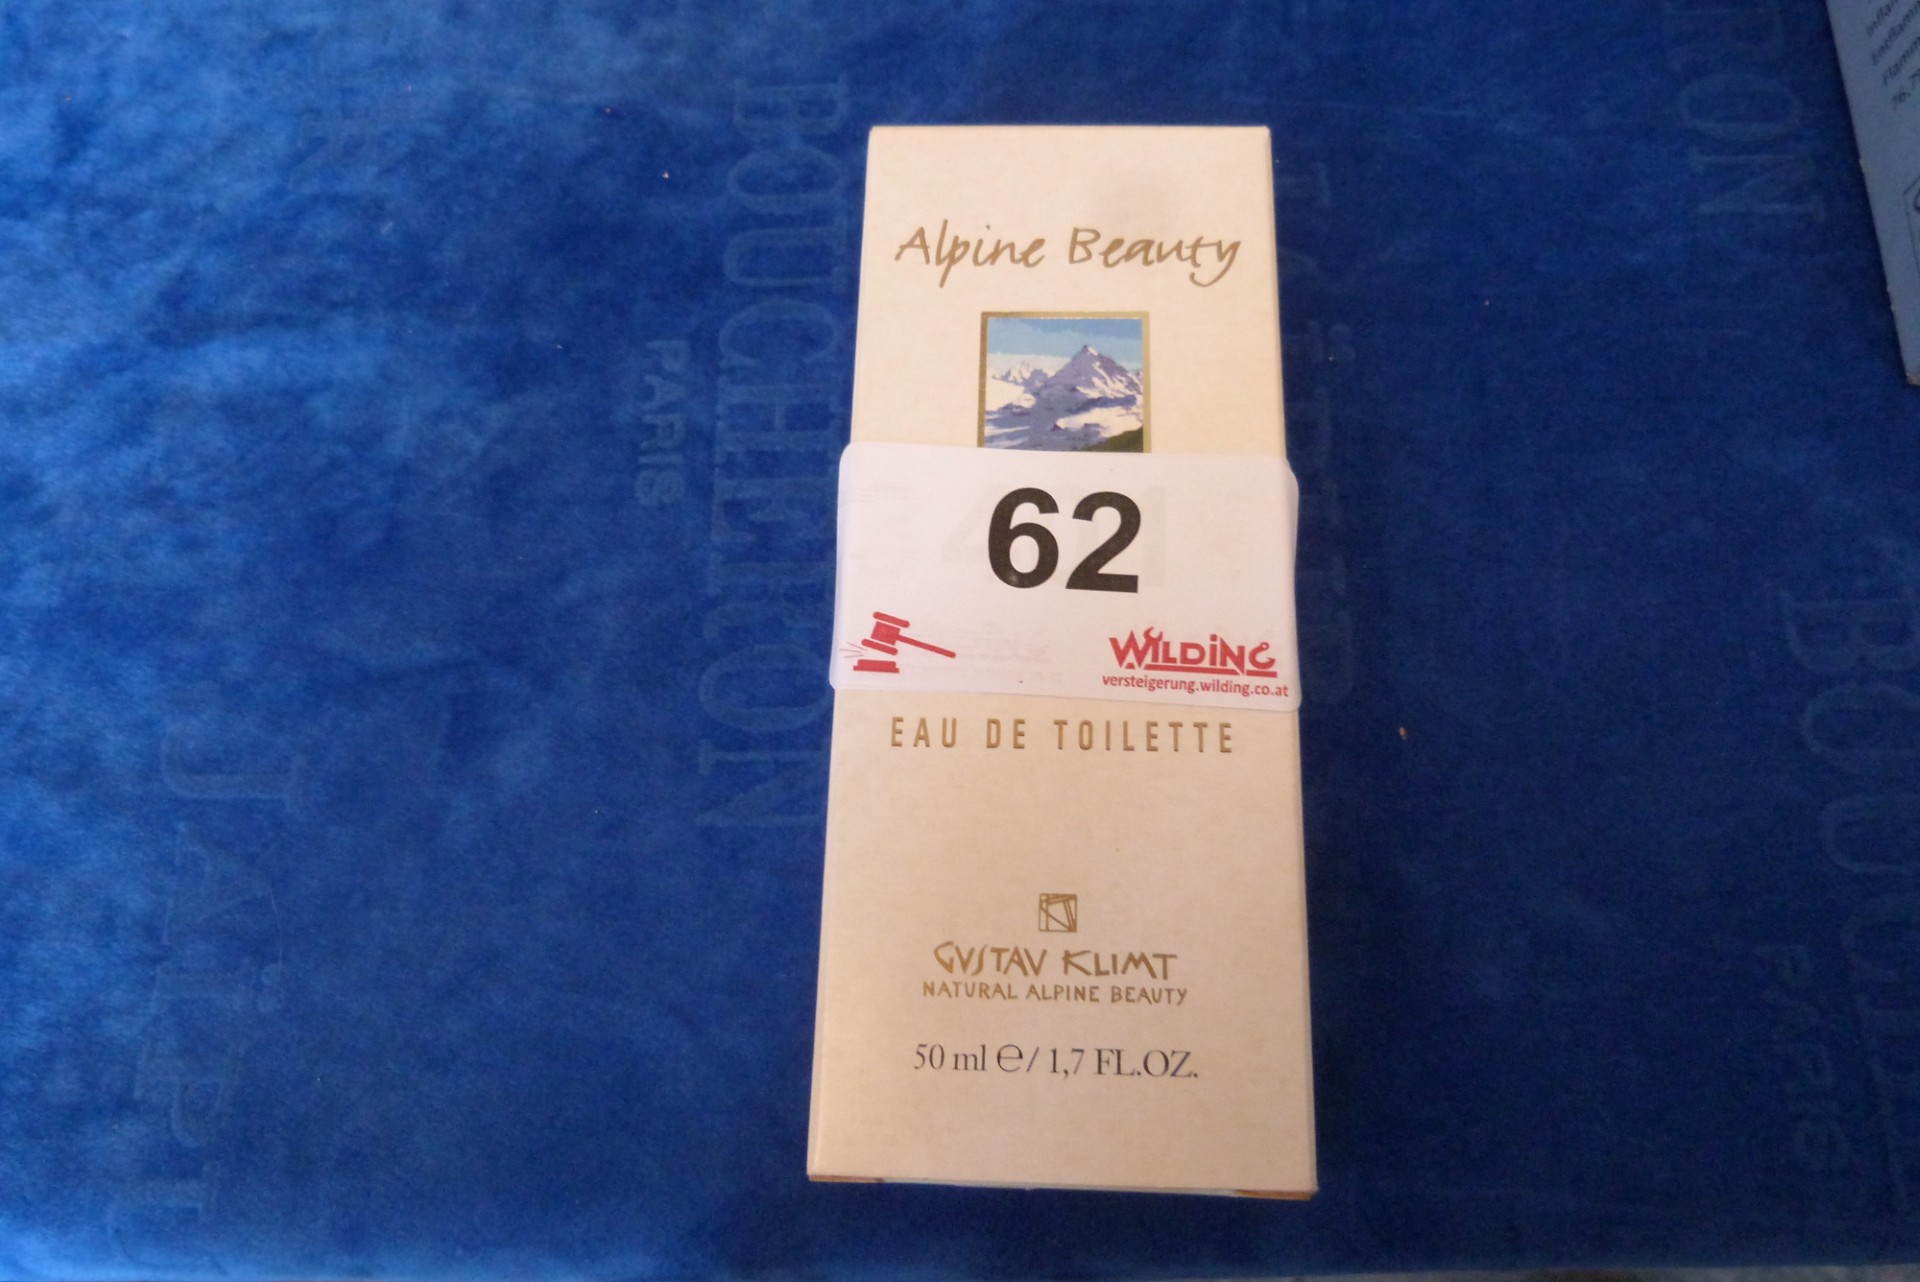 Alpine Beauty
62
WILDING
versteigerung.wilding.co.at
EAU DE TOILETTE
GUSTAV KLIMT
NATURAL ALPINE BEAUTY
50 ml ℮/ 1,7 FL.OZ.
BOUCHERON
PARIS
JAÏPUR
PARIS